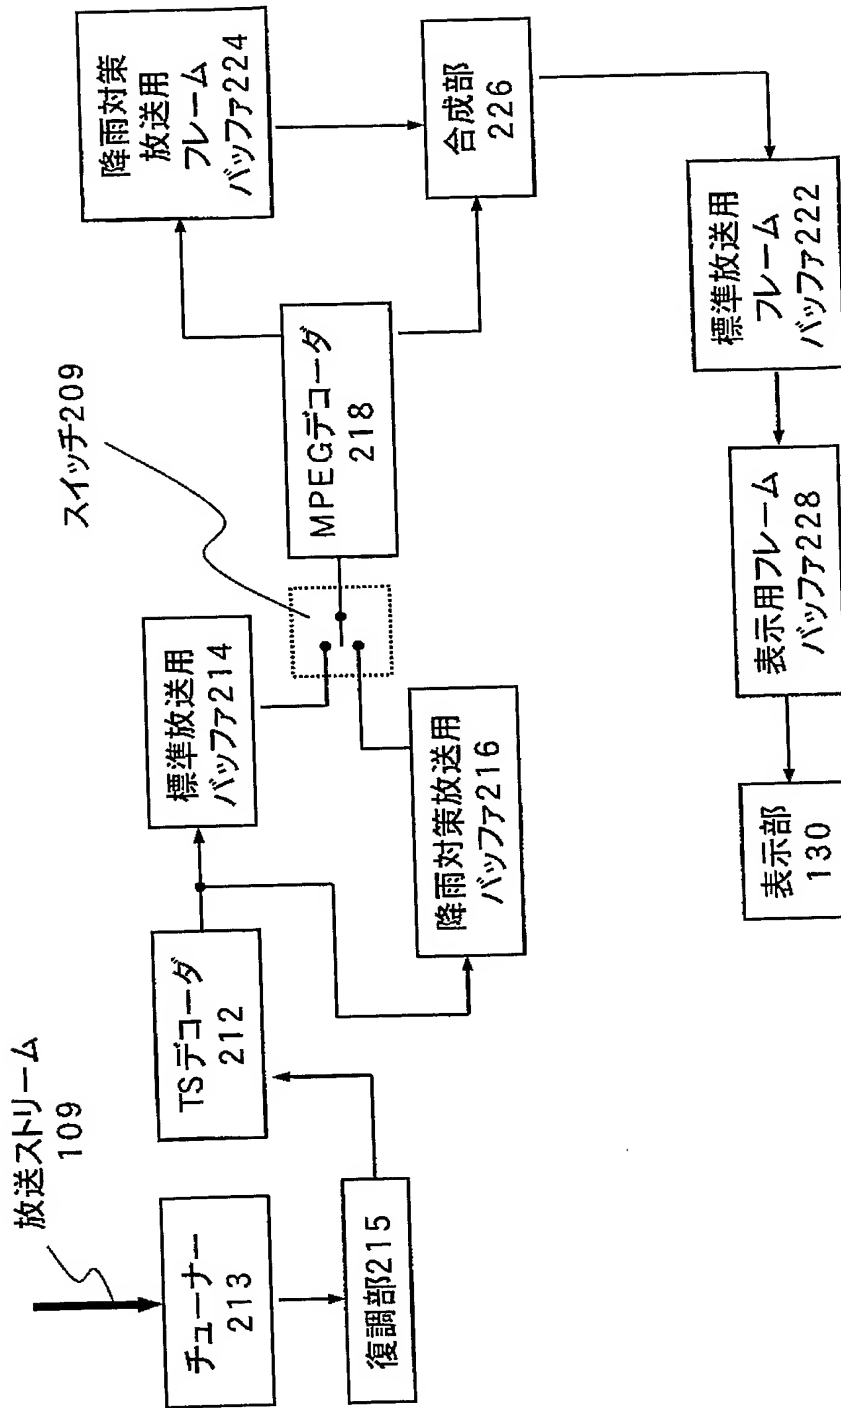 放送ストリーム
109
チューナー
213
復調部215
TSデコーダ
212
標準放送用
バッファ214
降雨対策放送用
バッファ216
スイッチ209
MPEGデコーダ
218
降雨対策
放送用
フレーム
バッファ224
合成部
226
標準放送用
フレーム
バッファ222
表示用フレーム
バッファ228
表示部
130